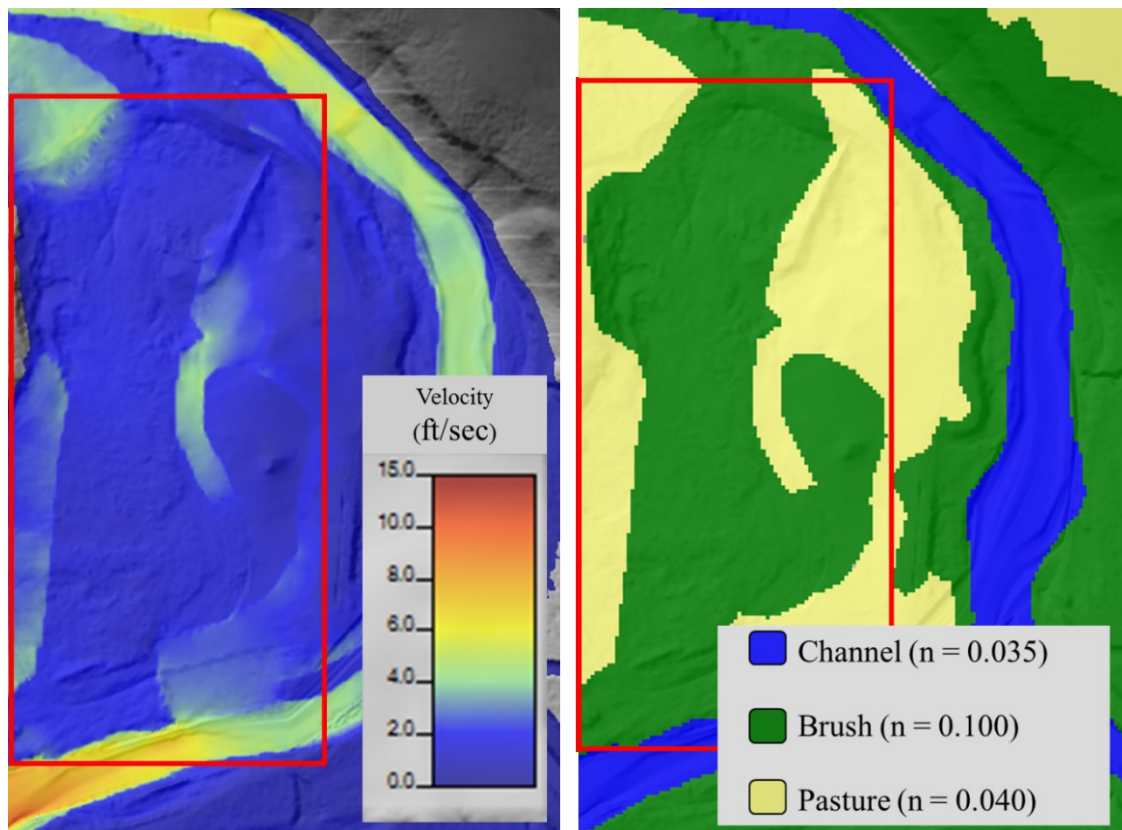 Velocity
(ft/sec)
15.0
10.0
8.0
6.0
4.0
2.0
0.0
Channel (n = 0.035)
Brush (n = 0.100)
Pasture (n = 0.040)